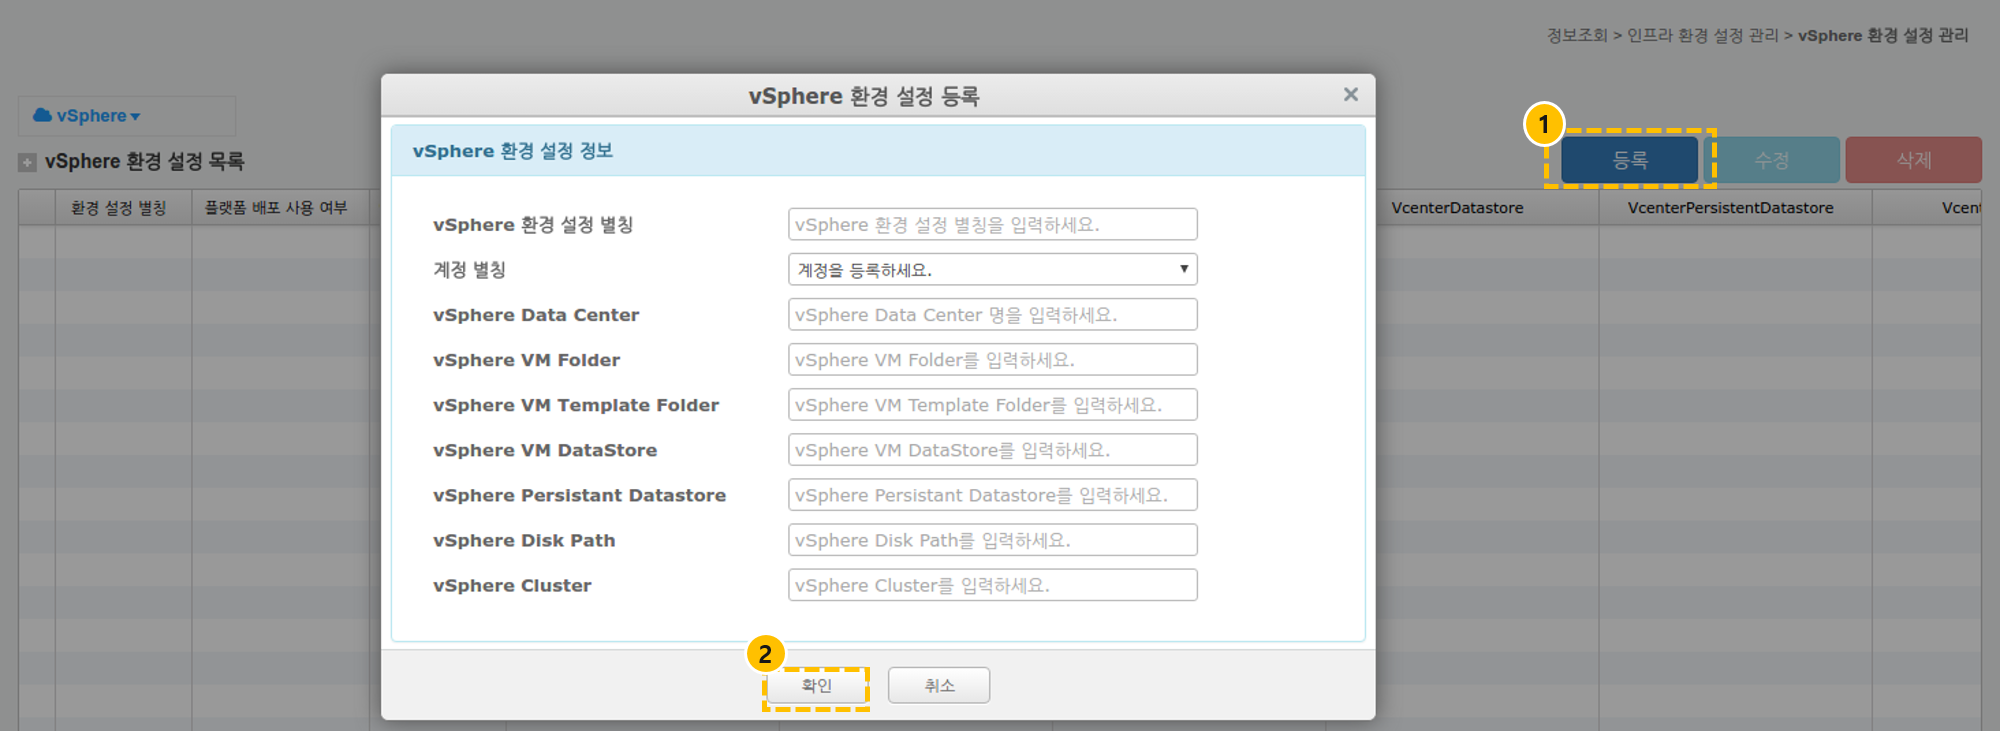 정보조회 > 인프라 환경 설정 관리 > vSphere 환경 설정 관리
vSphere
vSphere 환경 설정 목록
1
등록
수정
삭제
환경 설정 별칭
플랫폼 배포 사용 여부
VcenterDatastore
VcenterPersistentDatastore
Vcent
vSphere 환경 설정 등록
×
vSphere 환경 설정 정보
vSphere 환경 설정 별칭
vSphere 환경 설정 별칭을 입력하세요.
계정 별칭
계정을 등록하세요.
vSphere Data Center
vSphere Data Center 명을 입력하세요.
vSphere VM Folder
vSphere VM Folder를 입력하세요.
vSphere VM Template Folder
vSphere VM Template Folder를 입력하세요.
vSphere VM DataStore
vSphere VM DataStore를 입력하세요.
vSphere Persistant Datastore
vSphere Persistant Datastore를 입력하세요.
vSphere Disk Path
vSphere Disk Path를 입력하세요.
vSphere Cluster
vSphere Cluster를 입력하세요.
2
확인
취소